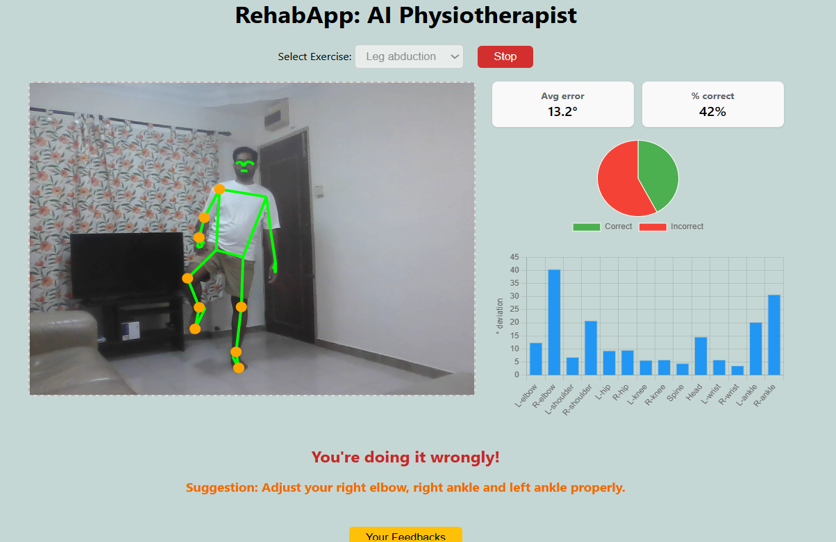 RehabApp: AI Physiotherapist
Select Exercise: Leg abduction Stop
Avg error
13.2°
% correct
42%
Correct Incorrect
45
40
35
30
25
20
15
10
5
0
° deviation
L-elbow R-elbow L-shoulder R-shoulder L-hip R-hip L-knee R-knee Spine Head L-wrist R-wrist L-ankle R-ankle
You're doing it wrongly!
Suggestion: Adjust your right elbow, right ankle and left ankle properly.
Your Feedbacks